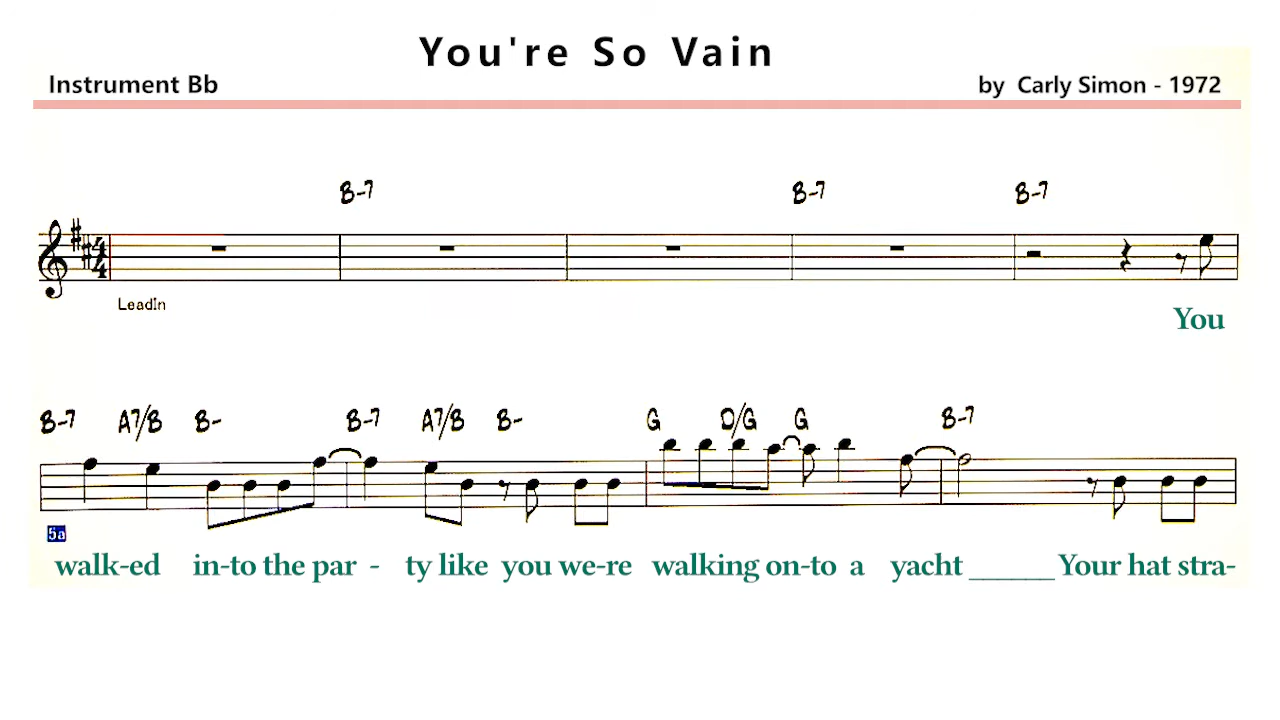 You're So Vain
Instrument Bb
by Carly Simon - 1972
B-7 B-7 B-7
4/4
LeadIn
You
B-7 A7/B B- B-7 A7/B B- G D/G G B-7
5a
walk-ed in-to the par - ty like you we-re walking on-to a yacht ______ Your hat stra-